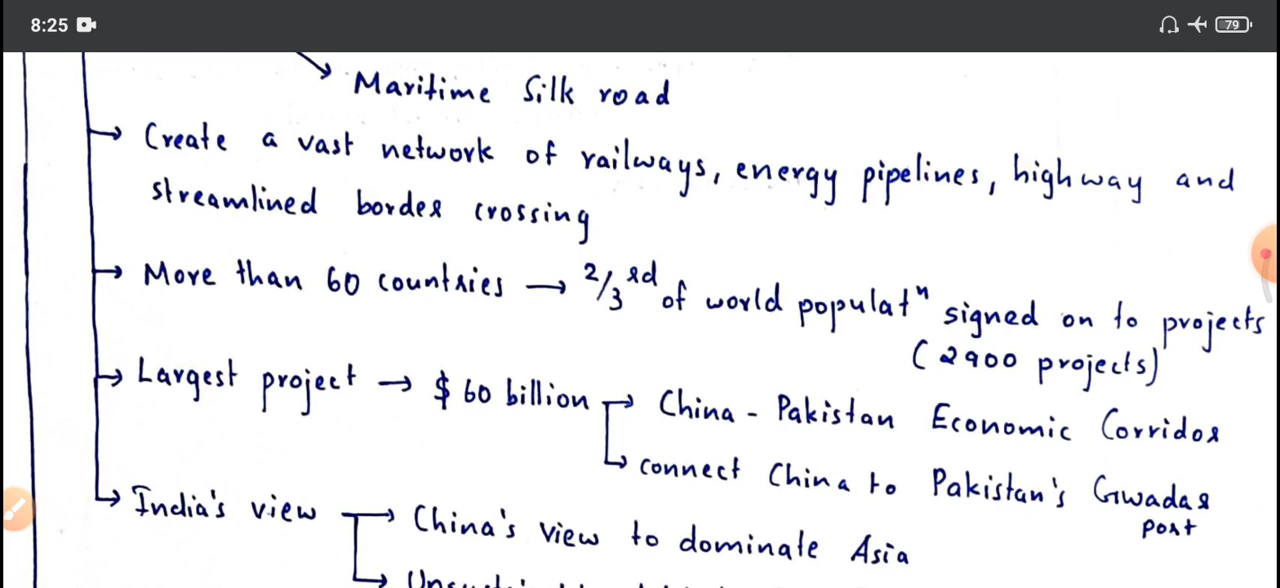 8:25
79
Maritime Silk road
Create a vast network of railways, energy pipelines, highway and
streamlined border crossing
More than 60 countries → 2/3rd of world populatn signed on to projects
(2900 projects)
Largest project → $ 60 billion → China - Pakistan Economic Corridor
connect China to Pakistan's Gwadar
port
India's view → China's view to dominate Asia